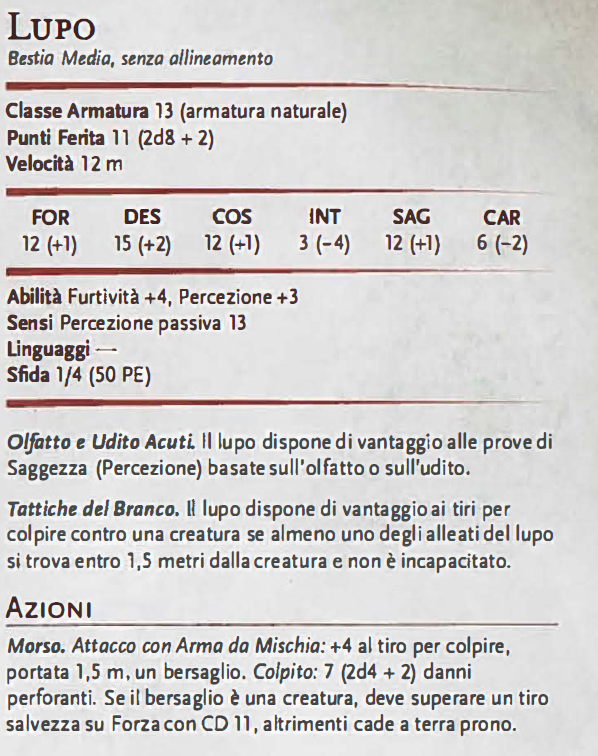 LUPO
Bestia Media, senza allineamento
Classe Armatura 13 (armatura naturale)
Punti Ferita 11 (2d8 + 2)
Velocità 12 m
FOR DES COS INT SAG CAR
12 (+1) 15 (+2) 12 (+1) 3 (-4) 12 (+1) 6 (-2)
Abilità Furtività +4, Percezione +3
Sensi Percezione passiva 13
Linguaggi —
Sfida 1/4 (50 PE)
Olfatto e Udito Acuti. Il lupo dispone di vantaggio alle prove di
Saggezza (Percezione) basate sull'olfatto o sull'udito.
Tattiche del Branco. Il lupo dispone di vantaggio ai tiri per
colpire contro una creatura se almeno uno degli alleati del lupo
si trova entro 1,5 metri dalla creatura e non è incapacitato.
AZIONI
Morso. Attacco con Arma da Mischia: +4 al tiro per colpire,
portata 1,5 m, un bersaglio. Colpito: 7 (2d4 + 2) danni
perforanti. Se il bersaglio è una creatura, deve superare un tiro
salvezza su Forza con CD 11, altrimenti cade a terra prono.